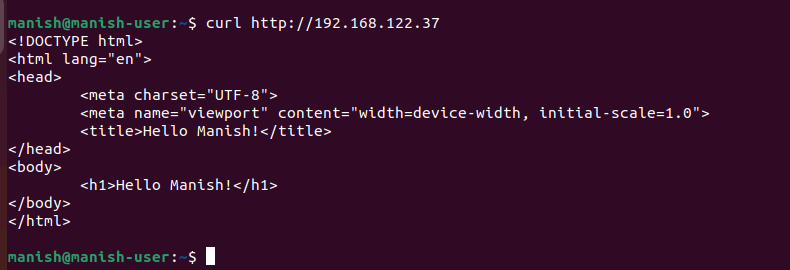 manish@manish-user:~$ curl http://192.168.122.37
<!DOCTYPE html>
<html lang="en">
<head>
        <meta charset="UTF-8">
        <meta name="viewport" content="width=device-width, initial-scale=1.0">
        <title>Hello Manish!</title>
</head>
<body>
        <h1>Hello Manish!</h1>
</body>
</html>
manish@manish-user:~$